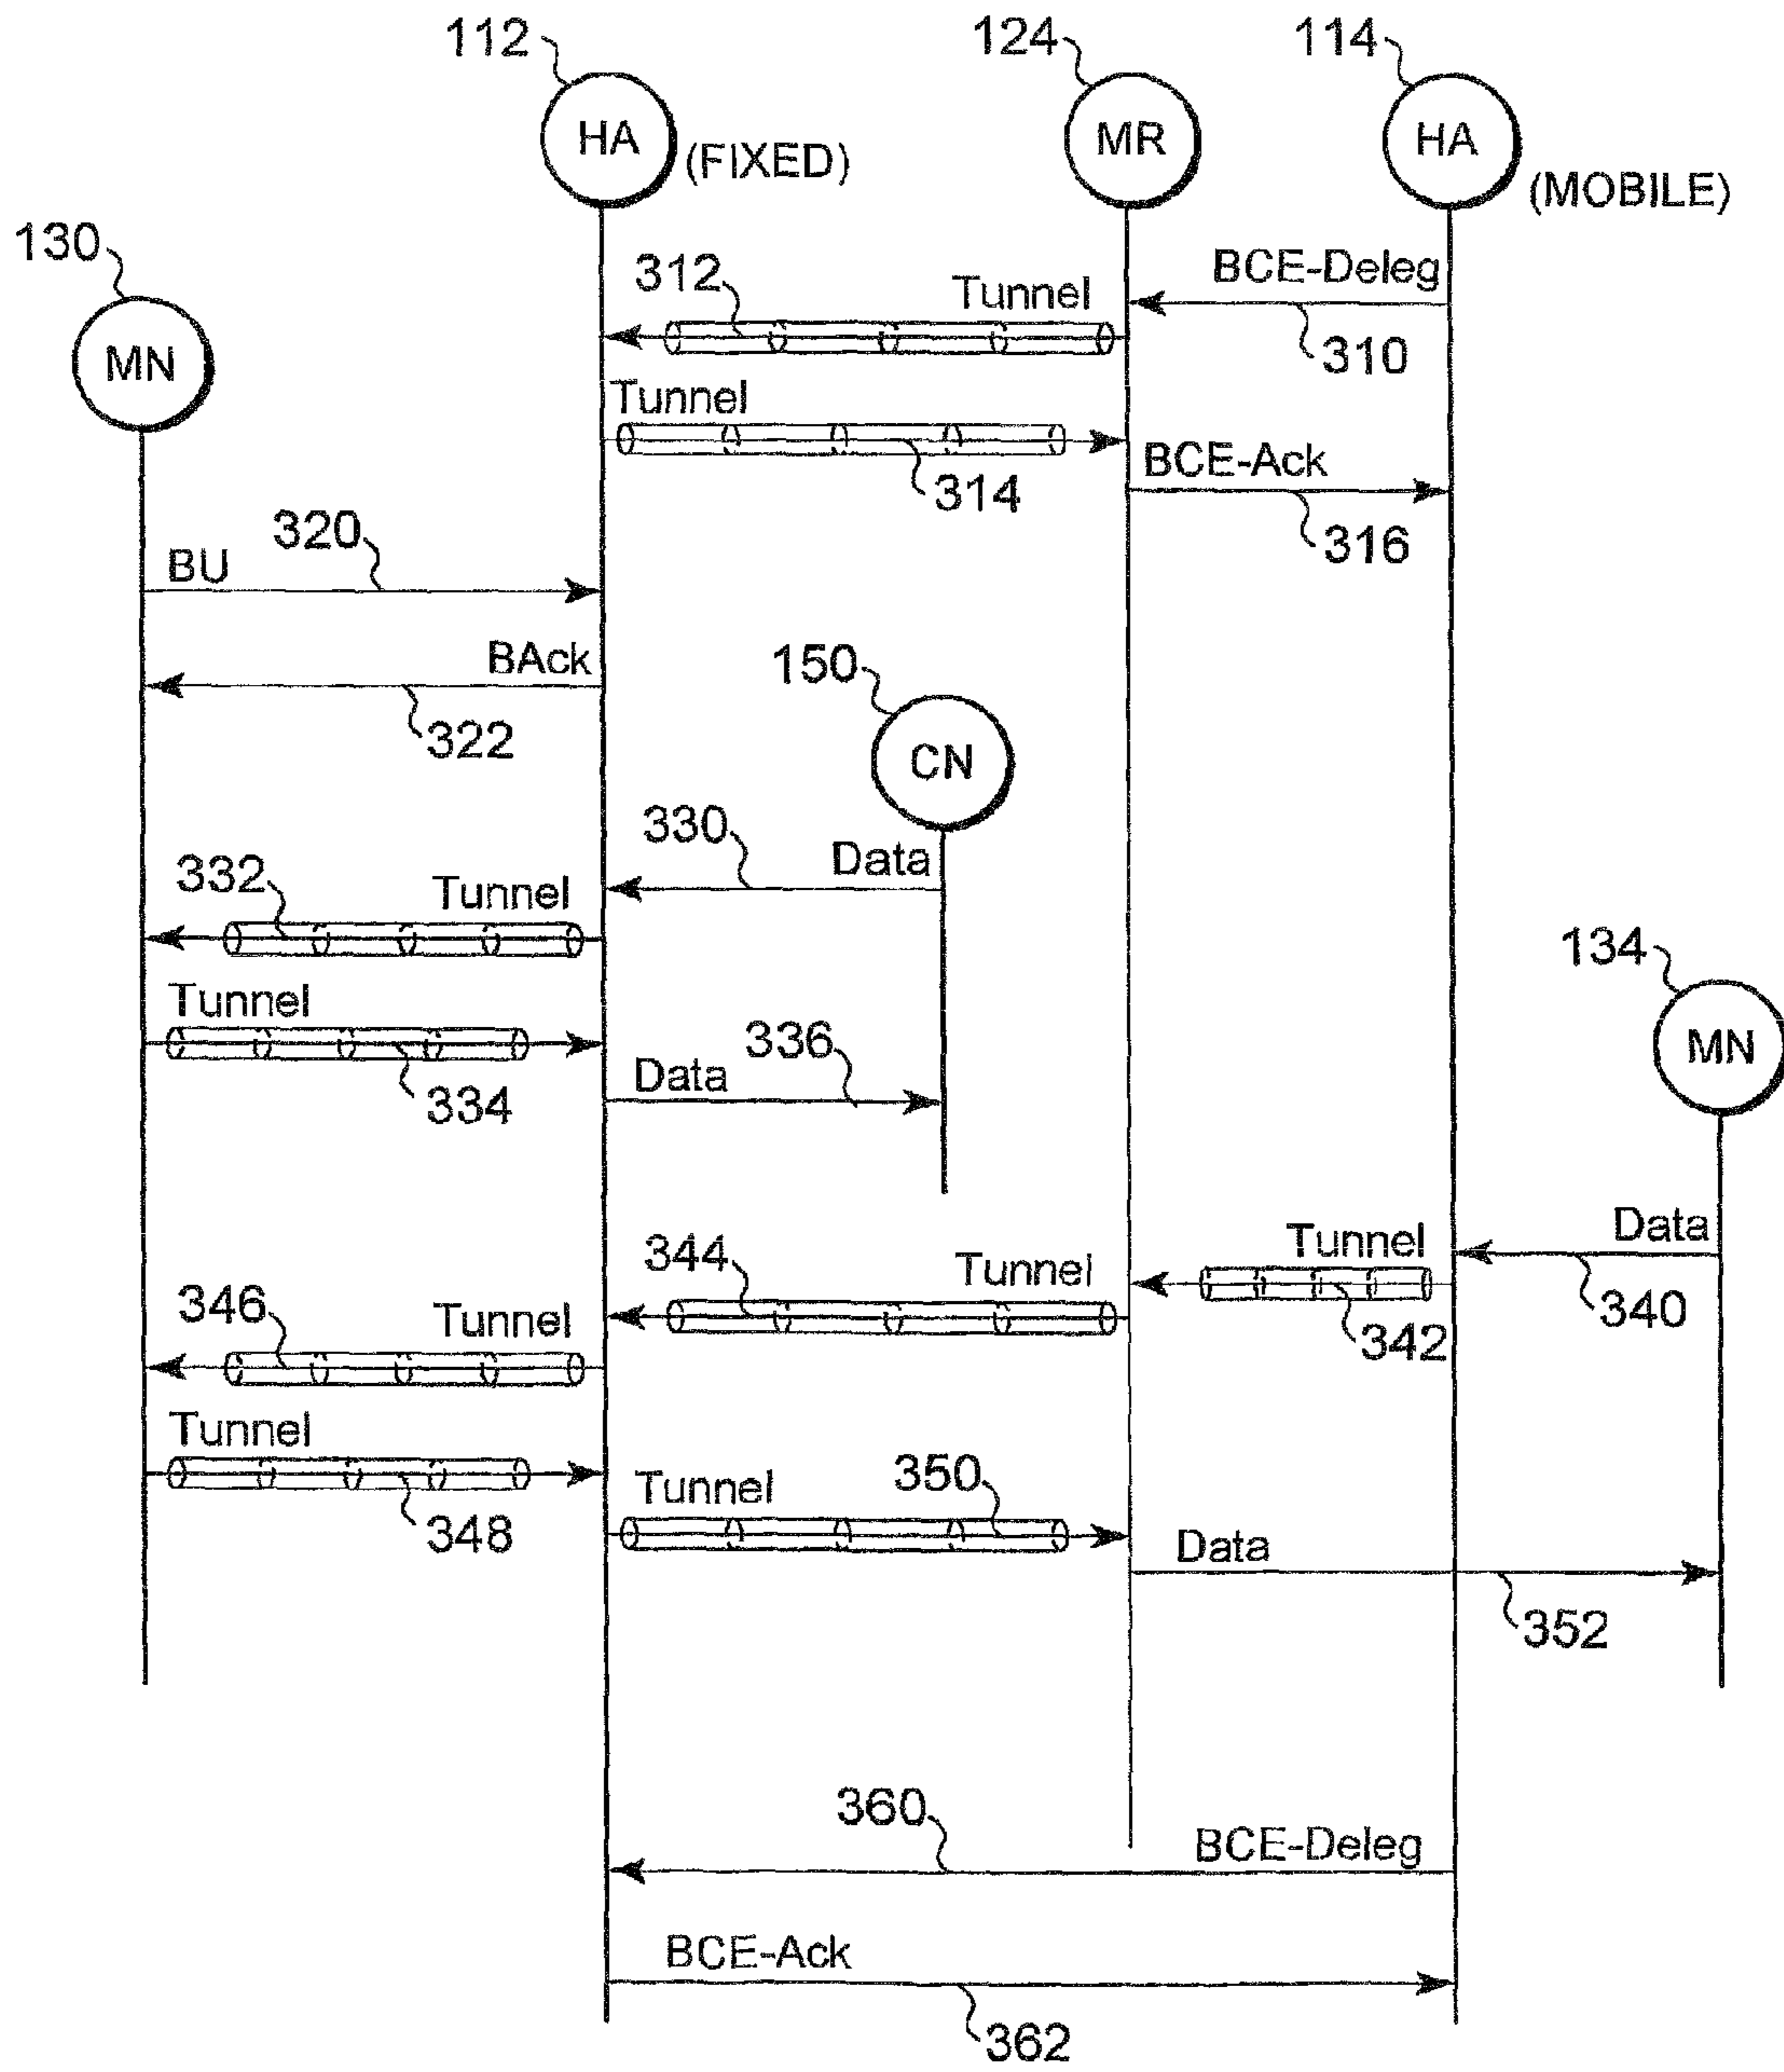 112
124
114
HA
(FIXED)
MR
HA
(MOBILE)
130
MN
312
Tunnel
BCE-Deleg
310
Tunnel
314
BCE-Ack
316
320
BU
BAck
322
150
CN
330
Data
332
Tunnel
134
MN
Tunnel
334
336
Data
Data
340
Tunnel
342
344
Tunnel
346
Tunnel
Tunnel
348
Tunnel
350
Data
352
360
BCE-Deleg
BCE-Ack
362